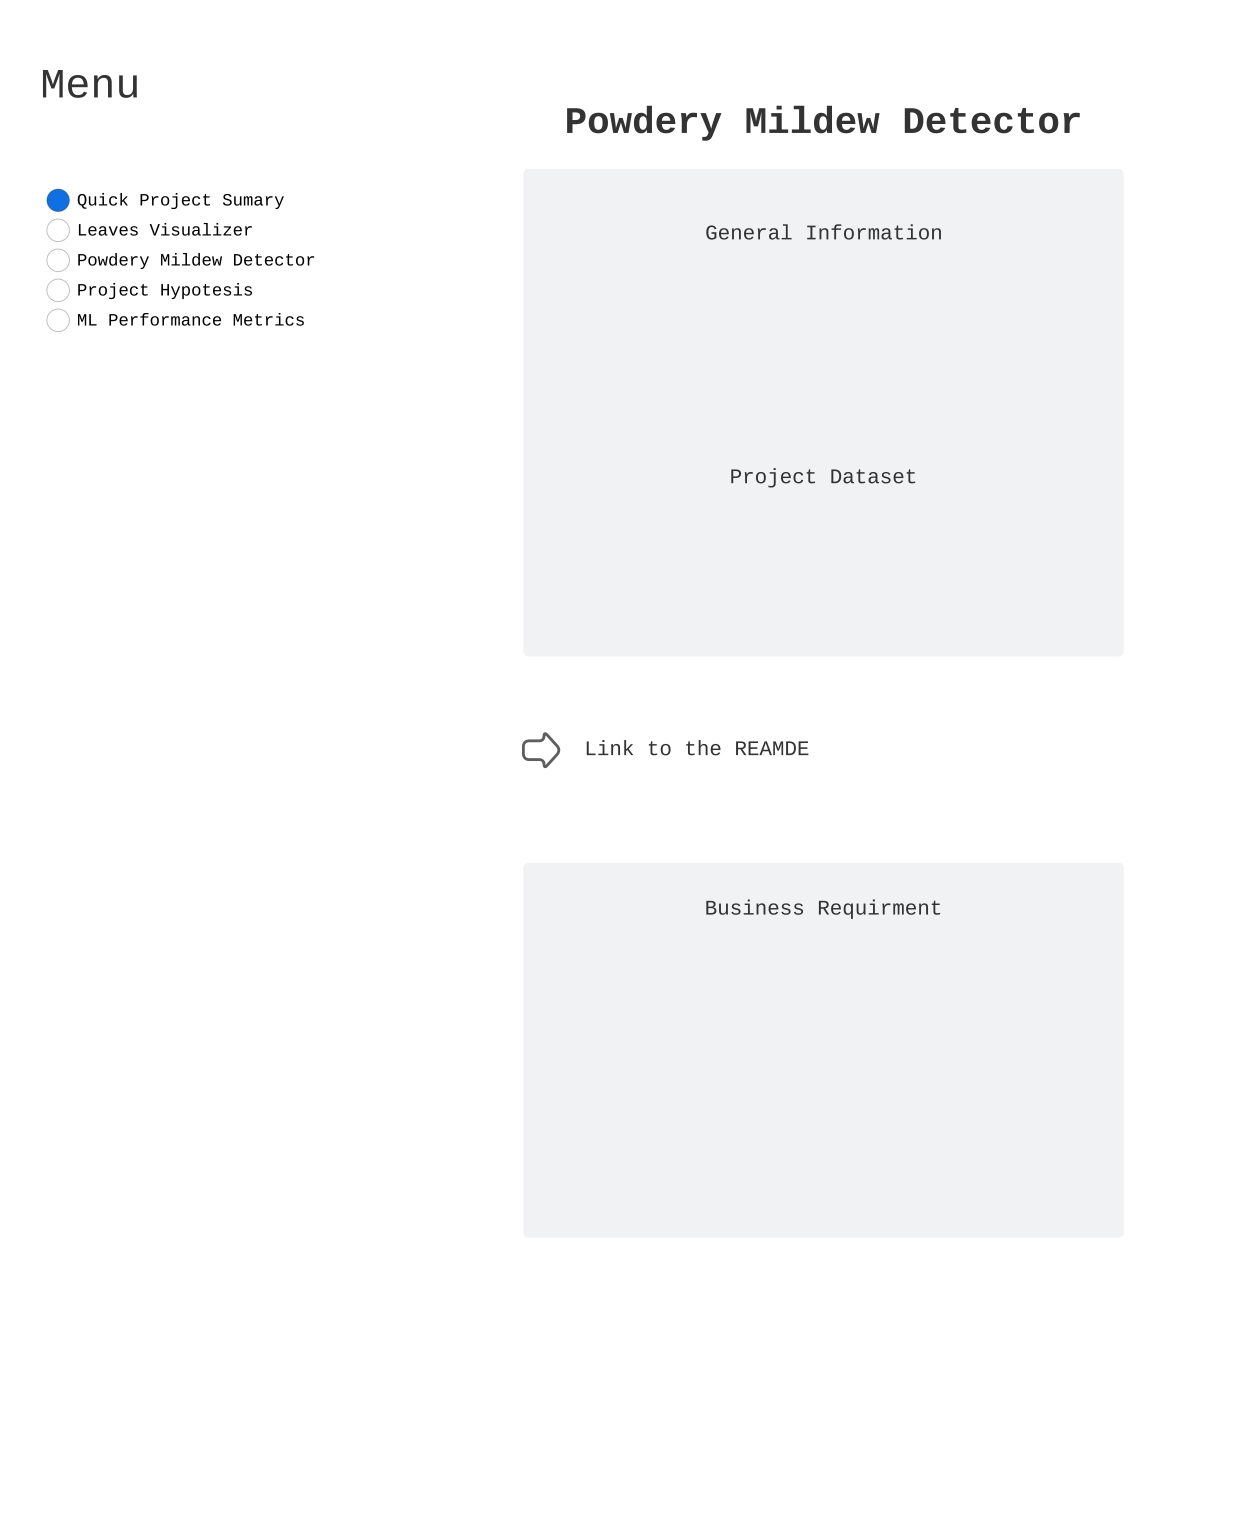 Menu
Quick Project Sumary
Leaves Visualizer
Powdery Mildew Detector
Project Hypotesis
ML Performance Metrics
Powdery Mildew Detector
General Information
Project Dataset
Link to the REAMDE
Business Requirment